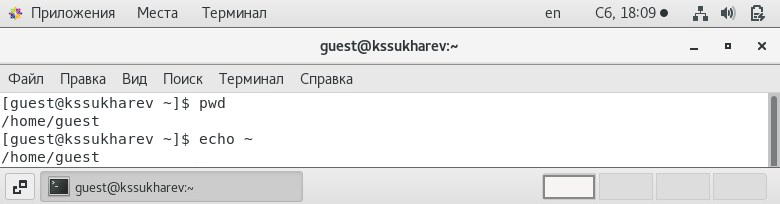 Приложения Места Терминал en Сб, 18:09
guest@kssukharev:~
Файл Правка Вид Поиск Терминал Справка
[guest@kssukharev ~]$ pwd
/home/guest
[guest@kssukharev ~]$ echo ~
/home/guest
guest@kssukharev:~